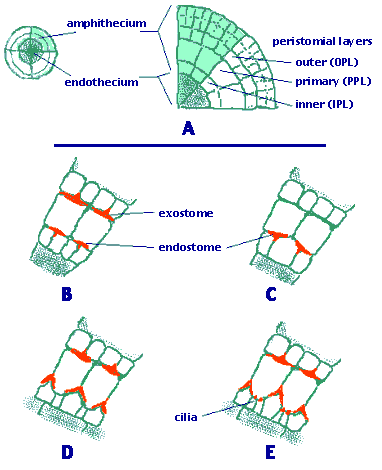 amphithecium
endothecium
peristomial layers
outer (OPL)
primary (PPL)
inner (IPL)
A
exostome
endostome
B
C
cilia
D
E